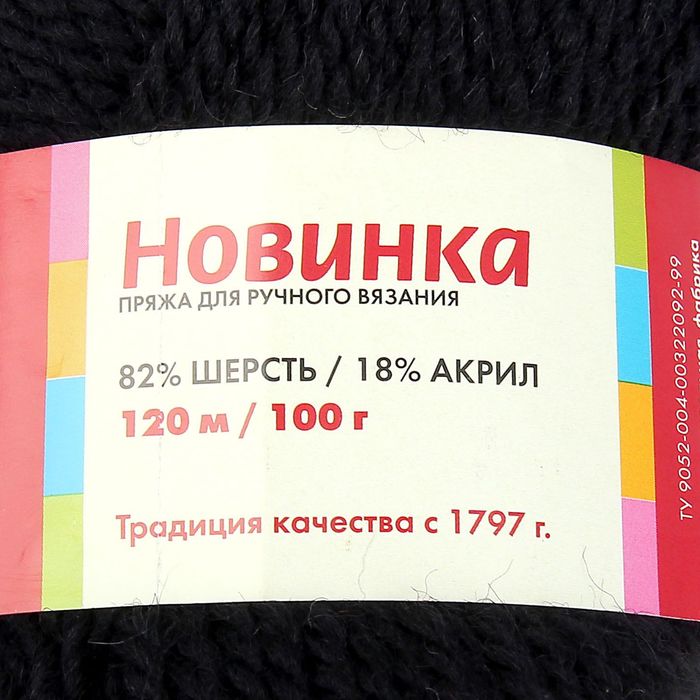 Новинка
ПРЯЖА ДЛЯ РУЧНОГО ВЯЗАНИЯ
82% ШЕРСТЬ / 18% АКРИЛ
120 м / 100 г
Традиция качества с 1797 г.
ТУ 9052-004-00322092-99
фабрика